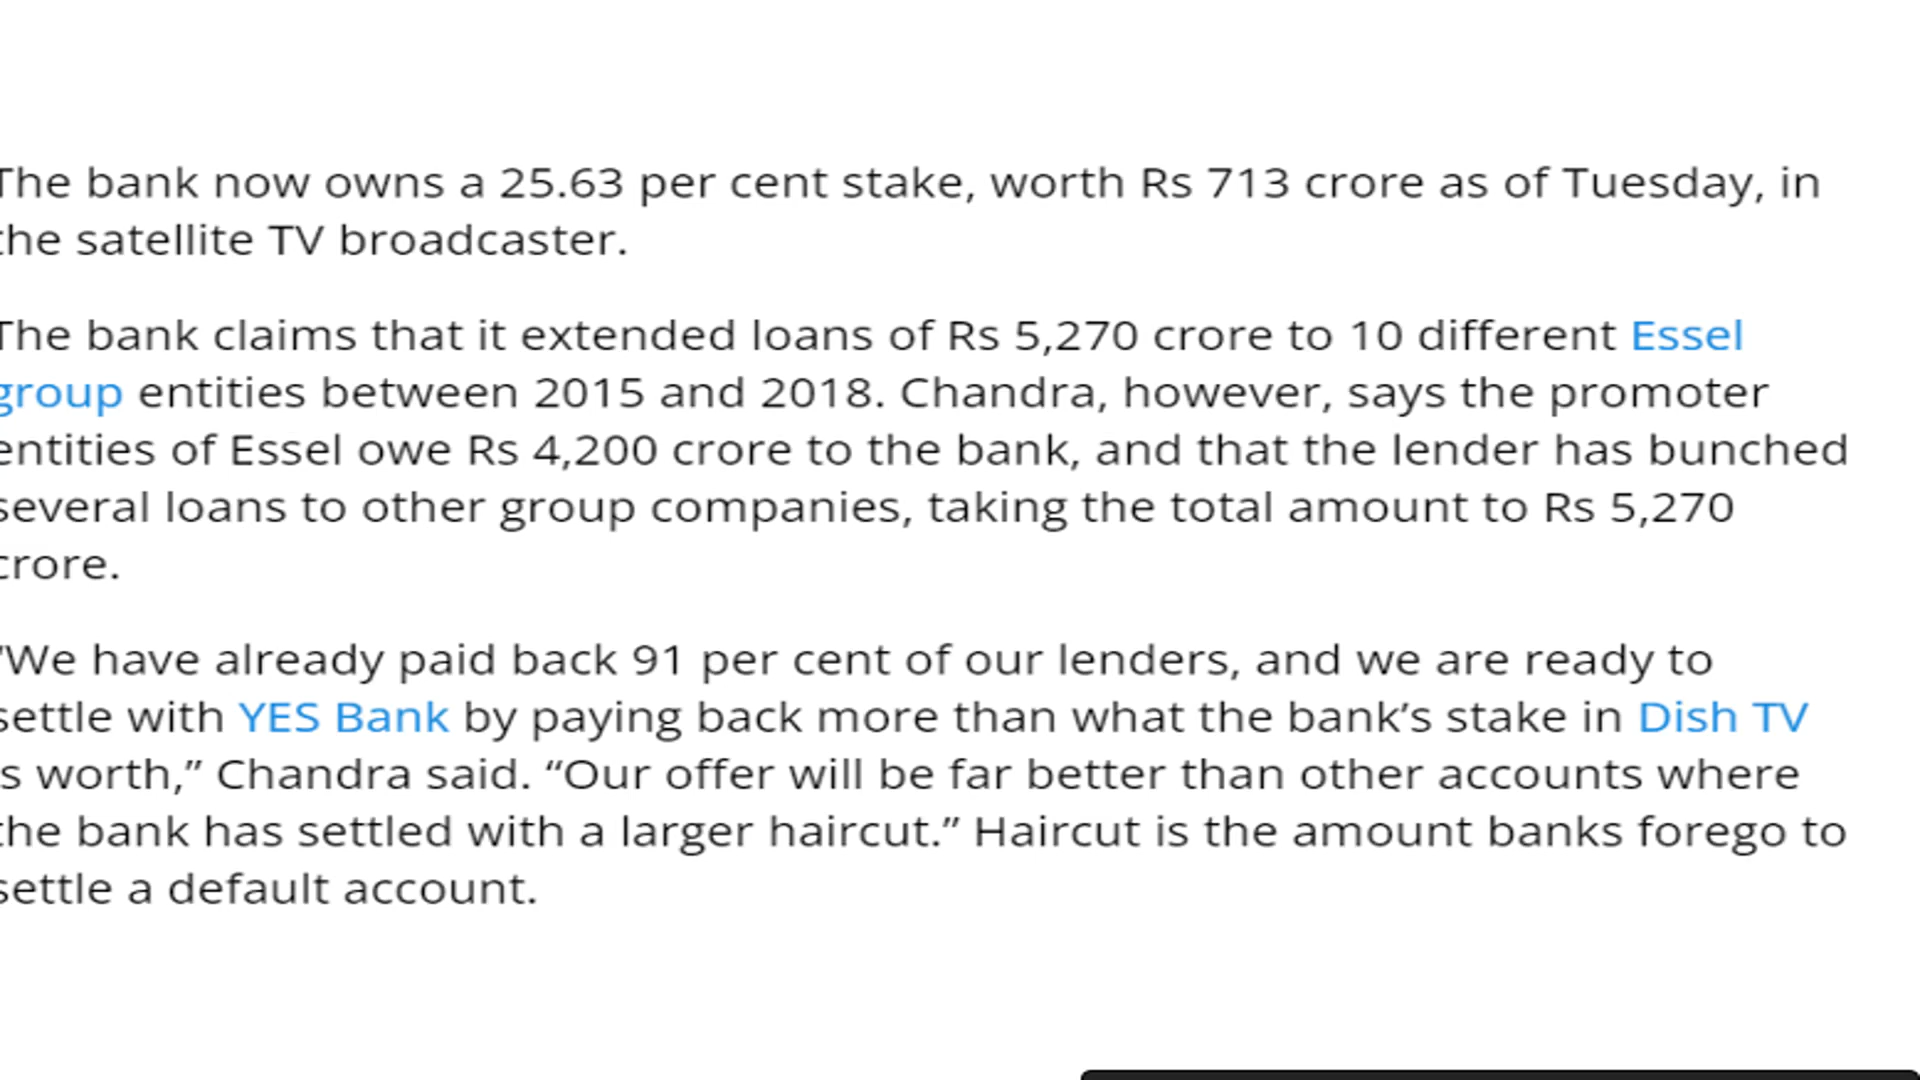 The bank now owns a 25.63 per cent stake, worth Rs 713 crore as of Tuesday, in
the satellite TV broadcaster.
The bank claims that it extended loans of Rs 5,270 crore to 10 different Essel
group entities between 2015 and 2018. Chandra, however, says the promoter
entities of Essel owe Rs 4,200 crore to the bank, and that the lender has bunched
several loans to other group companies, taking the total amount to Rs 5,270
crore.
“We have already paid back 91 per cent of our lenders, and we are ready to
settle with YES Bank by paying back more than what the bank’s stake in Dish TV
is worth,” Chandra said. “Our offer will be far better than other accounts where
the bank has settled with a larger haircut.” Haircut is the amount banks forego to
settle a default account.